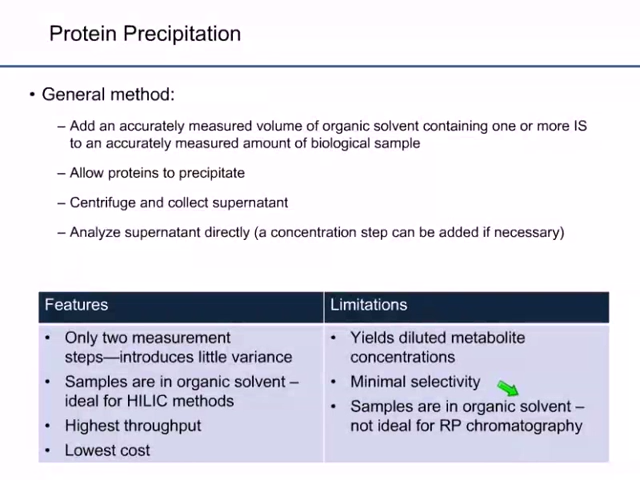 Protein Precipitation
• General method:
– Add an accurately measured volume of organic solvent containing one or more IS
to an accurately measured amount of biological sample
– Allow proteins to precipitate
– Centrifuge and collect supernatant
– Analyze supernatant directly (a concentration step can be added if necessary)
Features
• Only two measurement
steps—introduces little variance
• Samples are in organic solvent –
ideal for HILIC methods
• Highest throughput
• Lowest cost
Limitations
• Yields diluted metabolite
concentrations
• Minimal selectivity
• Samples are in organic solvent –
not ideal for RP chromatography